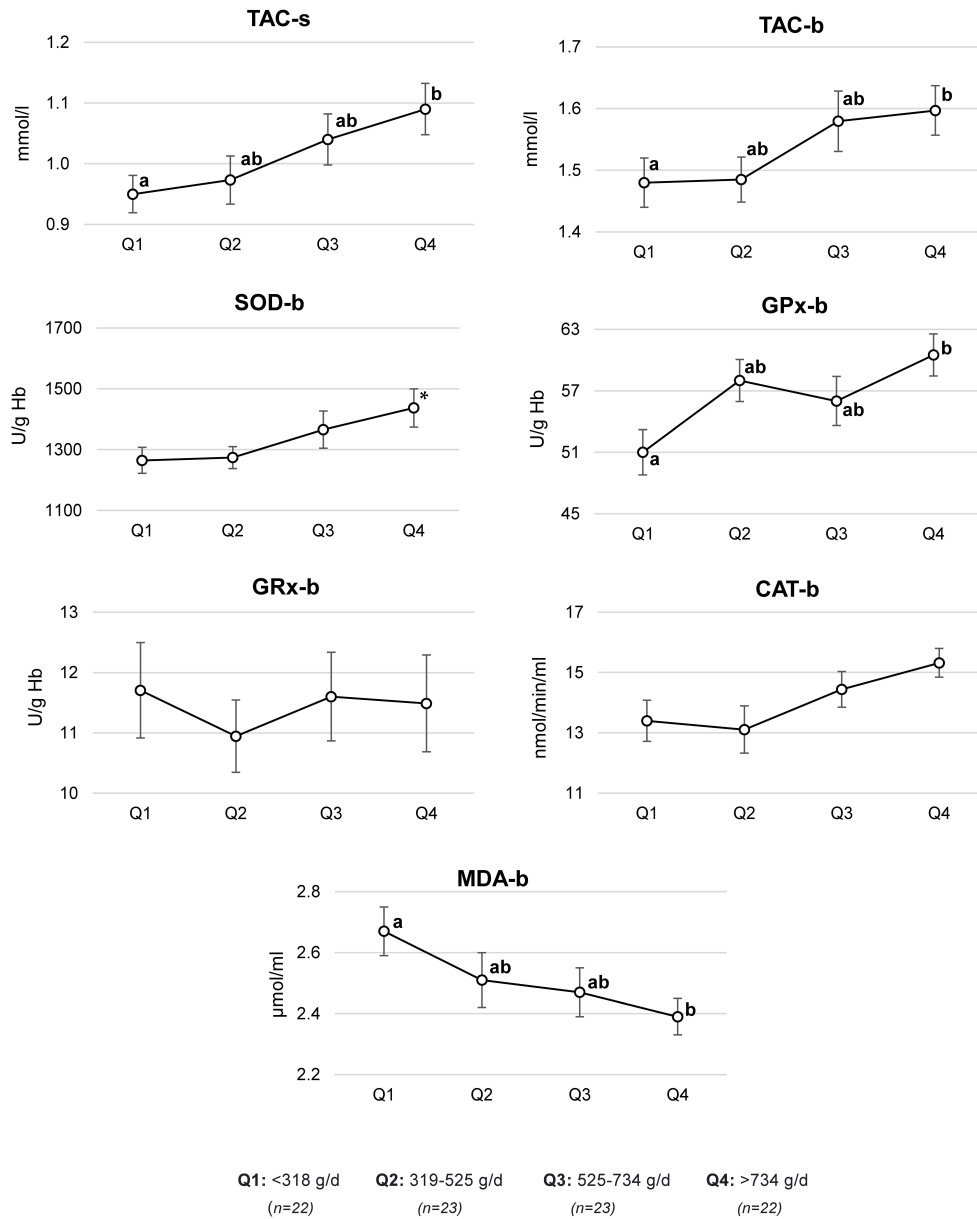 TAC-s
mmol/l
1.2
1.1
1.0
0.9
a
ab
ab
b
Q1 Q2 Q3 Q4
TAC-b
mmol/l
1.7
1.6
1.5
1.4
a
ab
ab
b
Q1 Q2 Q3 Q4
SOD-b
U/g Hb
1700
1500
1300
1100
*
Q1 Q2 Q3 Q4
GPx-b
U/g Hb
63
57
51
45
a
ab
ab
b
Q1 Q2 Q3 Q4
GRx-b
U/g Hb
13
12
11
10
Q1 Q2 Q3 Q4
CAT-b
nmol/min/ml
17
15
13
11
Q1 Q2 Q3 Q4
MDA-b
µmol/ml
2.8
2.6
2.4
2.2
a
ab
ab
b
Q1 Q2 Q3 Q4
Q1: <318 g/d Q2: 319-525 g/d Q3: 525-734 g/d Q4: >734 g/d
(n=22) (n=23) (n=23) (n=22)